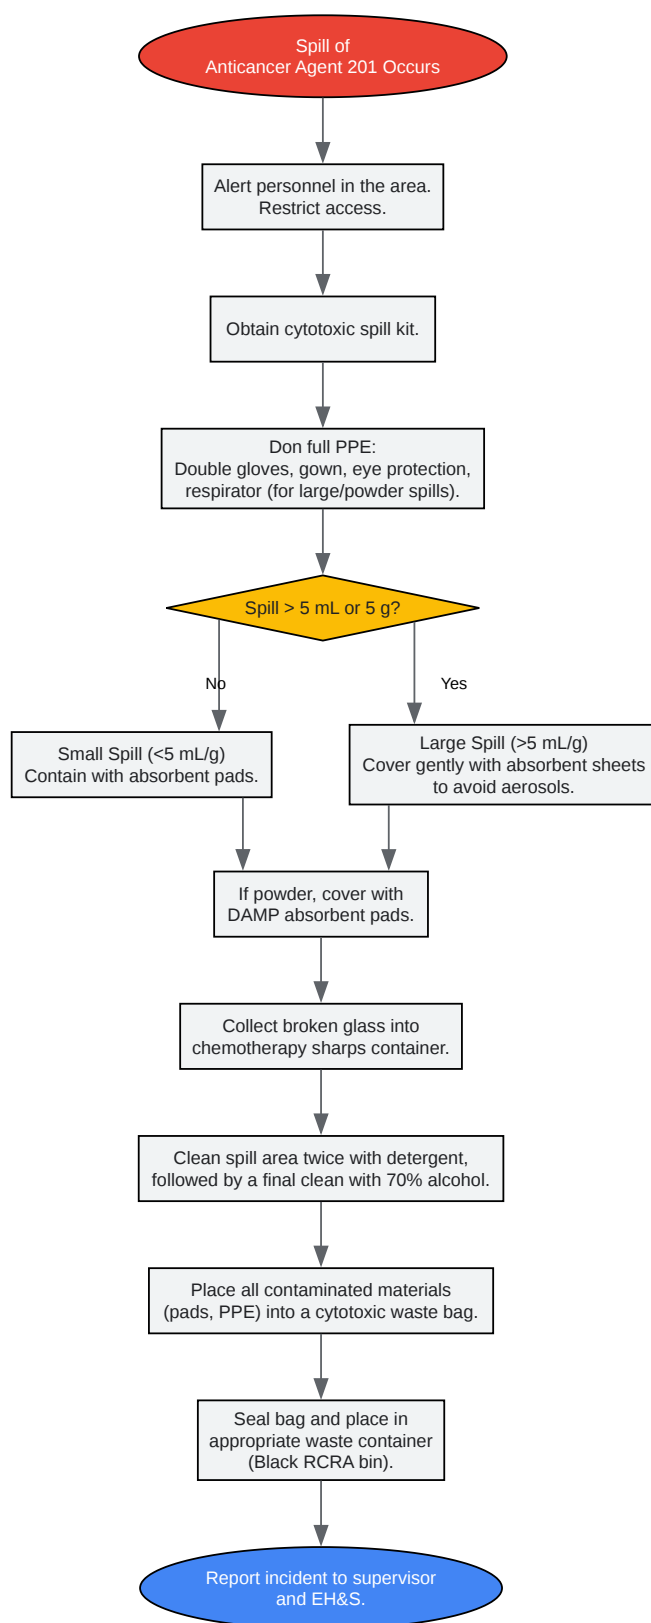 Spill of
Anticancer Agent 201 Occurs
Alert personnel in the area.
Restrict access.
Obtain cytotoxic spill kit.
Don full PPE:
Double gloves, gown, eye protection,
respirator (for large/powder spills).
Spill > 5 mL or 5 g?
No
Yes
Small Spill (<5 mL/g)
Contain with absorbent pads.
Large Spill (>5 mL/g)
Cover gently with absorbent sheets
to avoid aerosols.
If powder, cover with
DAMP absorbent pads.
Collect broken glass into
chemotherapy sharps container.
Clean spill area twice with detergent,
followed by a final clean with 70% alcohol.
Place all contaminated materials
(pads, PPE) into a cytotoxic waste bag.
Seal bag and place in
appropriate waste container
(Black RCRA bin).
Report incident to supervisor
and EH&S.